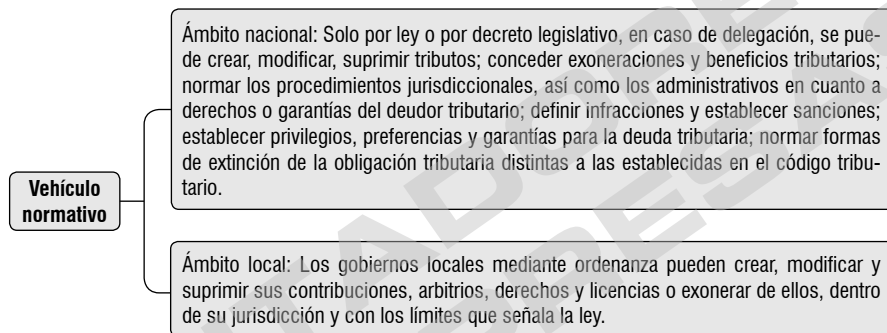 Ámbito nacional: Solo por ley o por decreto legislativo, en caso de delegación, se pue-
de crear, modificar, suprimir tributos; conceder exoneraciones y beneficios tributarios;
normar los procedimientos jurisdiccionales, así como los administrativos en cuanto a
derechos o garantías del deudor tributario; definir infracciones y establecer sanciones;
establecer privilegios, preferencias y garantías para la deuda tributaria; normar formas
de extinción de la obligación tributaria distintas a las establecidas en el código tribu-
tario.
Vehículo
normativo
Ámbito local: Los gobiernos locales mediante ordenanza pueden crear, modificar y
suprimir sus contribuciones, arbitrios, derechos y licencias o exonerar de ellos, dentro
de su jurisdicción y con los límites que señala la ley.